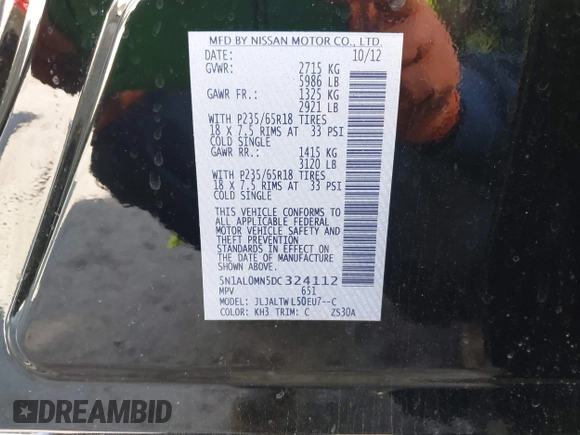 MFD BY NISSAN MOTOR CO., LTD.
DATE: 10/12
GVWR: 2715 KG
5986 LB
GAWR FR.: 1325 KG
2921 LB
WITH P235/65R18 TIRES
18 X 7.5 RIMS AT 33 PSI
COLD SINGLE
GAWR RR.: 1415 KG
3120 LB
WITH P235/65R18 TIRES
18 X 7.5 RIMS AT 33 PSI
COLD SINGLE
THIS VEHICLE CONFORMS TO
ALL APPLICABLE FEDERAL
MOTOR VEHICLE SAFETY AND
THEFT PREVENTION
STANDARDS IN EFFECT ON THE
DATE OF MANUFACTURE SHOWN
ABOVE.
5N1AL0MN5DC324112
MPV 651
MODEL: JLJALTWL50EU7--C
COLOR: KH3 TRIM: C ZS30A
DREAMBID